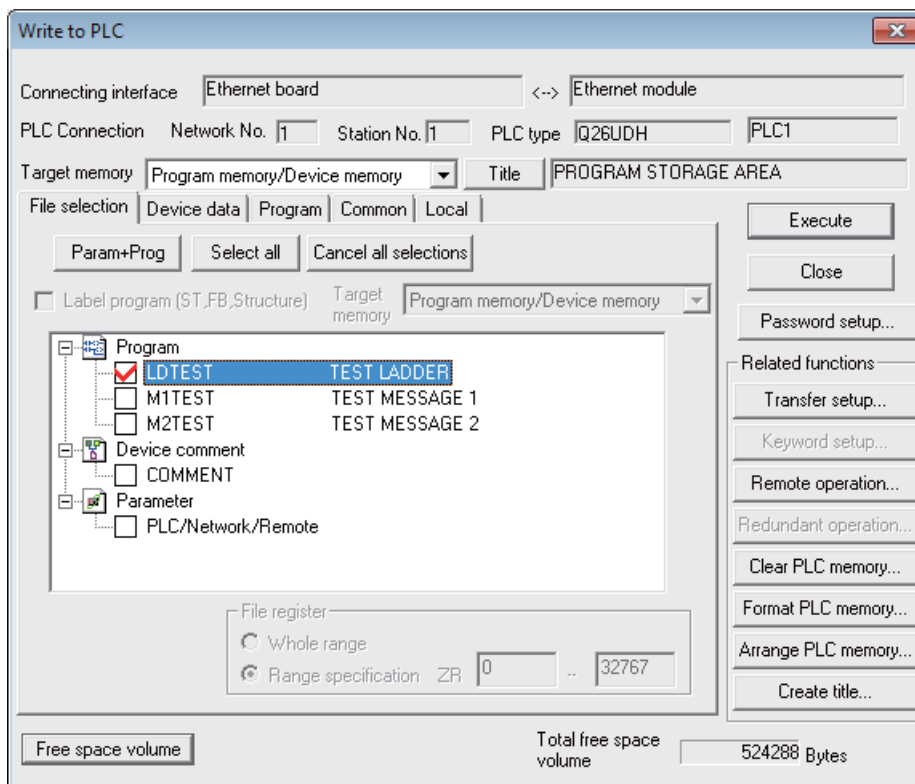 Write to PLC
Connecting interface Ethernet board <--> Ethernet module
PLC Connection Network No. 1 Station No. 1 PLC type Q26UDH PLC1
Target memory Program memory/Device memory Title PROGRAM STORAGE AREA
File selection Device data Program Common Local
Execute
Param+Prog Select all Cancel all selections
Close
Label program (ST,FB,Structure) Target memory Program memory/Device memory
Password setup...
Program
LDTEST TEST LADDER
M1TEST TEST MESSAGE 1
M2TEST TEST MESSAGE 2
Device comment
COMMENT
Parameter
PLC/Network/Remote
Related functions
Transfer setup...
Keyword setup...
Remote operation...
Redundant operation...
Clear PLC memory...
Format PLC memory...
Arrange PLC memory...
Create title...
File register
Whole range
Range specification ZR 0 .. 32767
Free space volume
Total free space volume 524288 Bytes